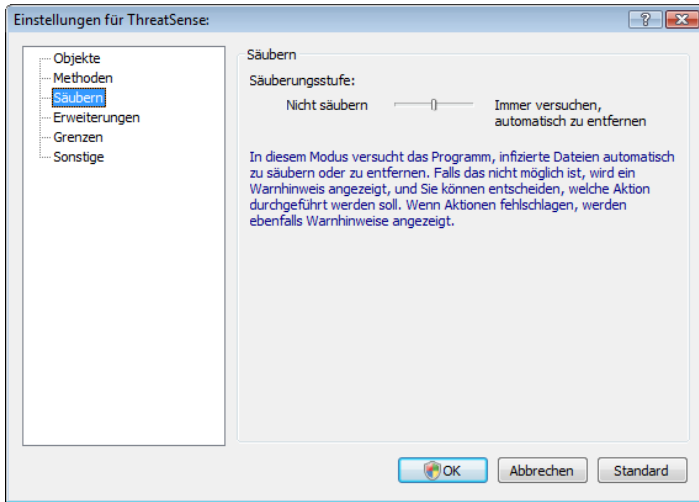 Einstellungen für ThreatSense:
Objekte
Methoden
Säubern
Erweiterungen
Grenzen
Sonstige
Säubern
Säuberungsstufe:
Nicht säubern
Immer versuchen,
automatisch zu entfernen
In diesem Modus versucht das Programm, infizierte Dateien automatisch
zu säubern oder zu entfernen. Falls das nicht möglich ist, wird ein
Warnhinweis angezeigt, und Sie können entscheiden, welche Aktion
durchgeführt werden soll. Wenn Aktionen fehlschlagen, werden
ebenfalls Warnhinweise angezeigt.
OK
Abbrechen
Standard